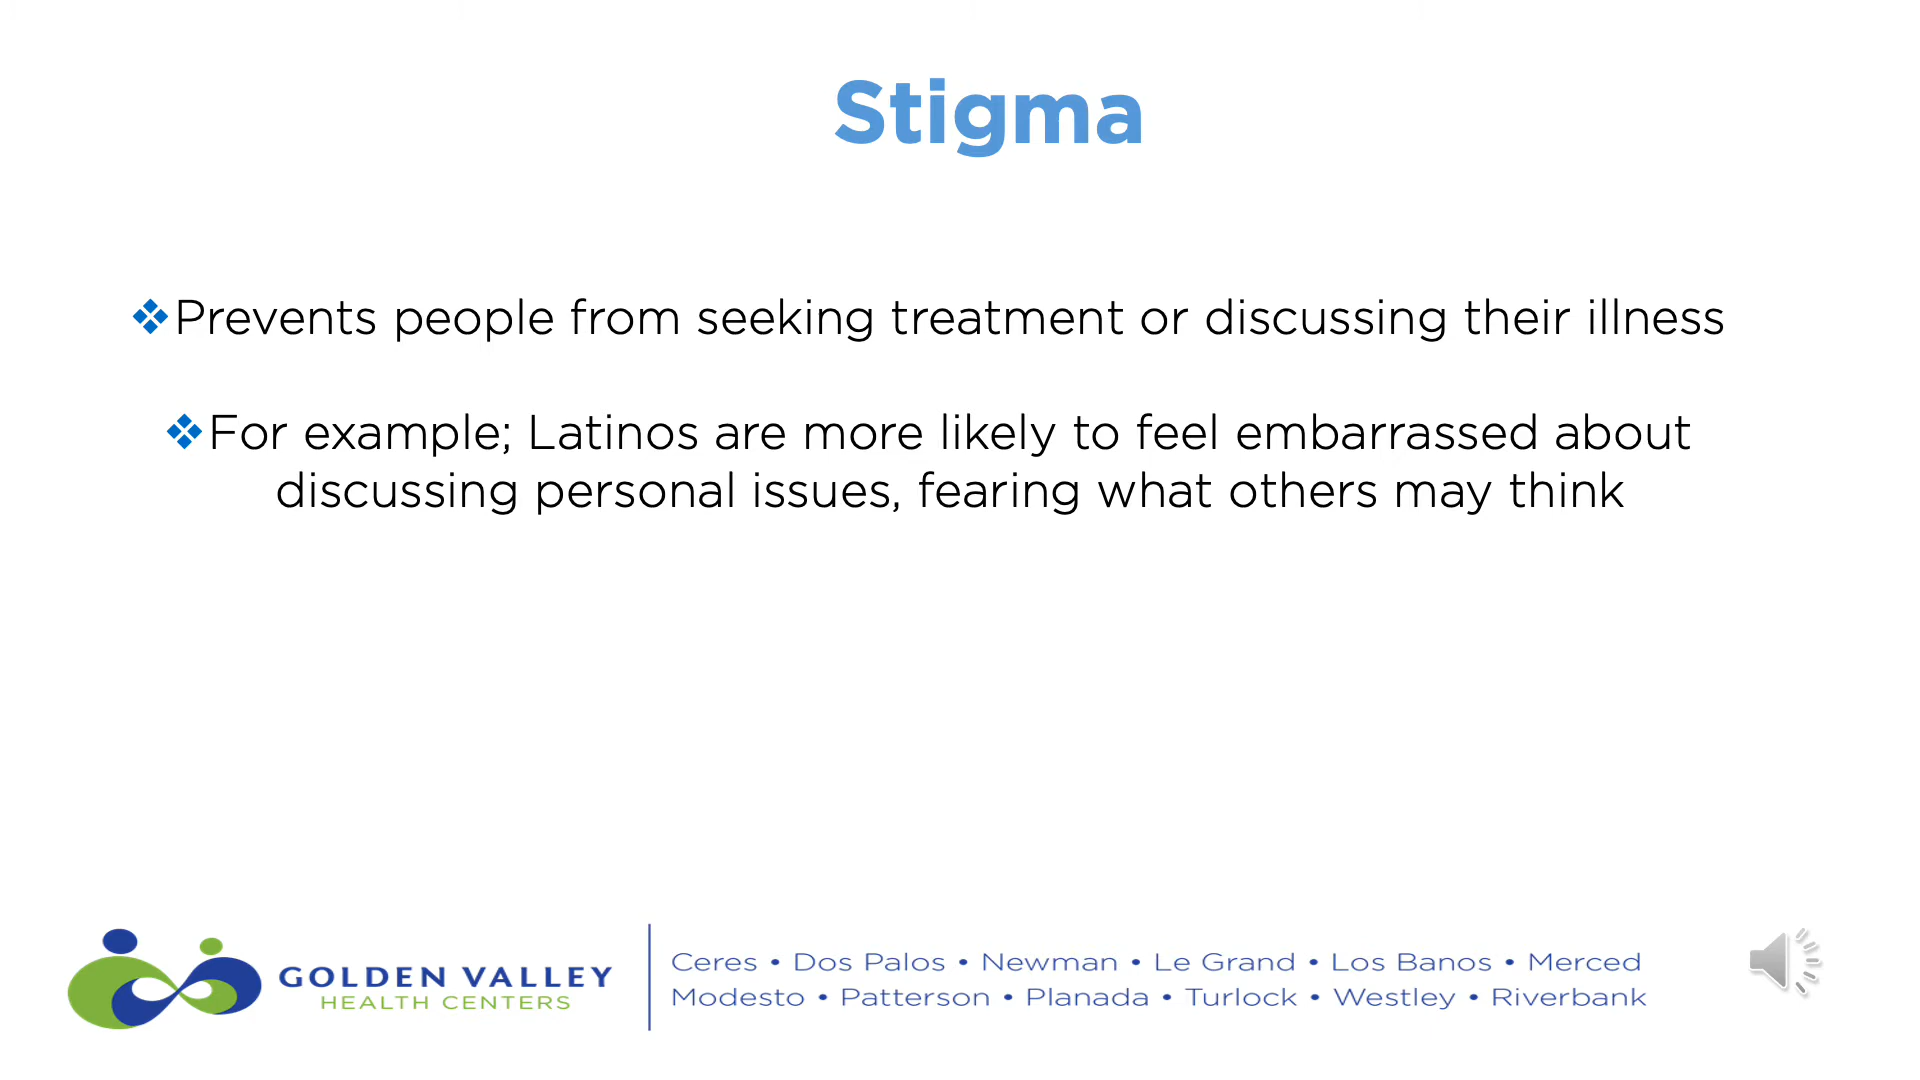 Stigma
❖Prevents people from seeking treatment or discussing their illness
❖For example; Latinos are more likely to feel embarrassed about
discussing personal issues, fearing what others may think
GOLDEN VALLEY
HEALTH CENTERS
Ceres • Dos Palos • Newman • Le Grand • Los Banos • Merced
Modesto • Patterson • Planada • Turlock • Westley • Riverbank